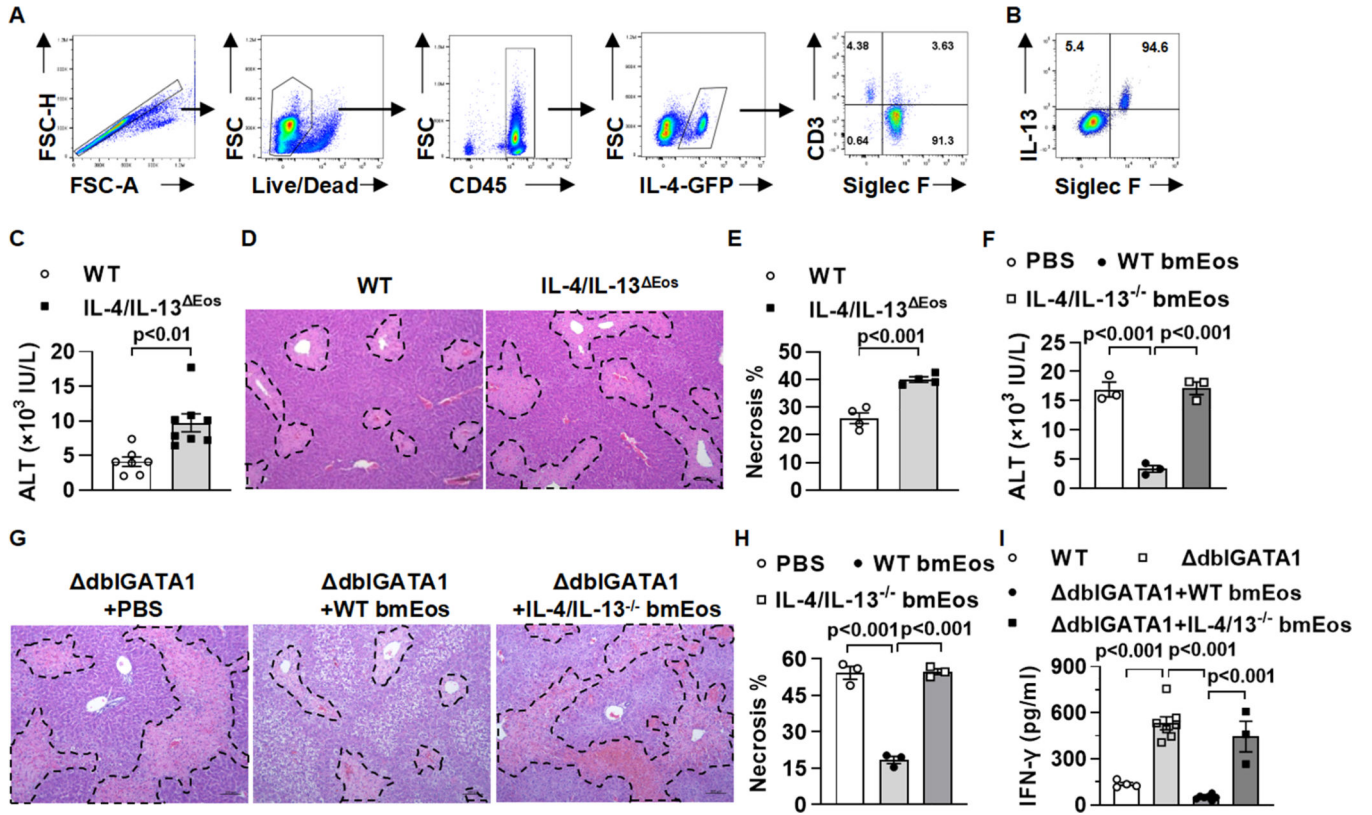 A
B
FSC-H
FSC-A
FSC
Live/Dead
FSC
CD45
FSC
IL-4-GFP
4.38 3.63
0.64 91.3
CD3
Siglec F
5.4 94.6
IL-13
Siglec F
C
WT
IL-4/IL-13ΔEos
p<0.01
20
15
10
5
0
ALT (×10³ IU/L)
D
WT IL-4/IL-13ΔEos
E
WT
IL-4/IL-13ΔEos
p<0.001
50
40
30
20
10
0
Necrosis %
F
PBS WT bmEos
IL-4/IL-13-/- bmEos
p<0.001 p<0.001
25
20
15
10
5
0
ALT (×10³ IU/L)
G
ΔdblGATA1
+PBS
ΔdblGATA1
+WT bmEos
ΔdblGATA1
+IL-4/IL-13-/- bmEos
H
PBS WT bmEos
IL-4/IL-13-/- bmEos
p<0.001 p<0.001
60
45
30
15
0
Necrosis %
I
WT ΔdblGATA1
ΔdblGATA1+WT bmEos
ΔdblGATA1+IL-4/13-/- bmEos
p<0.001 p<0.001
p<0.001
900
600
300
0
IFN-γ (pg/ml)